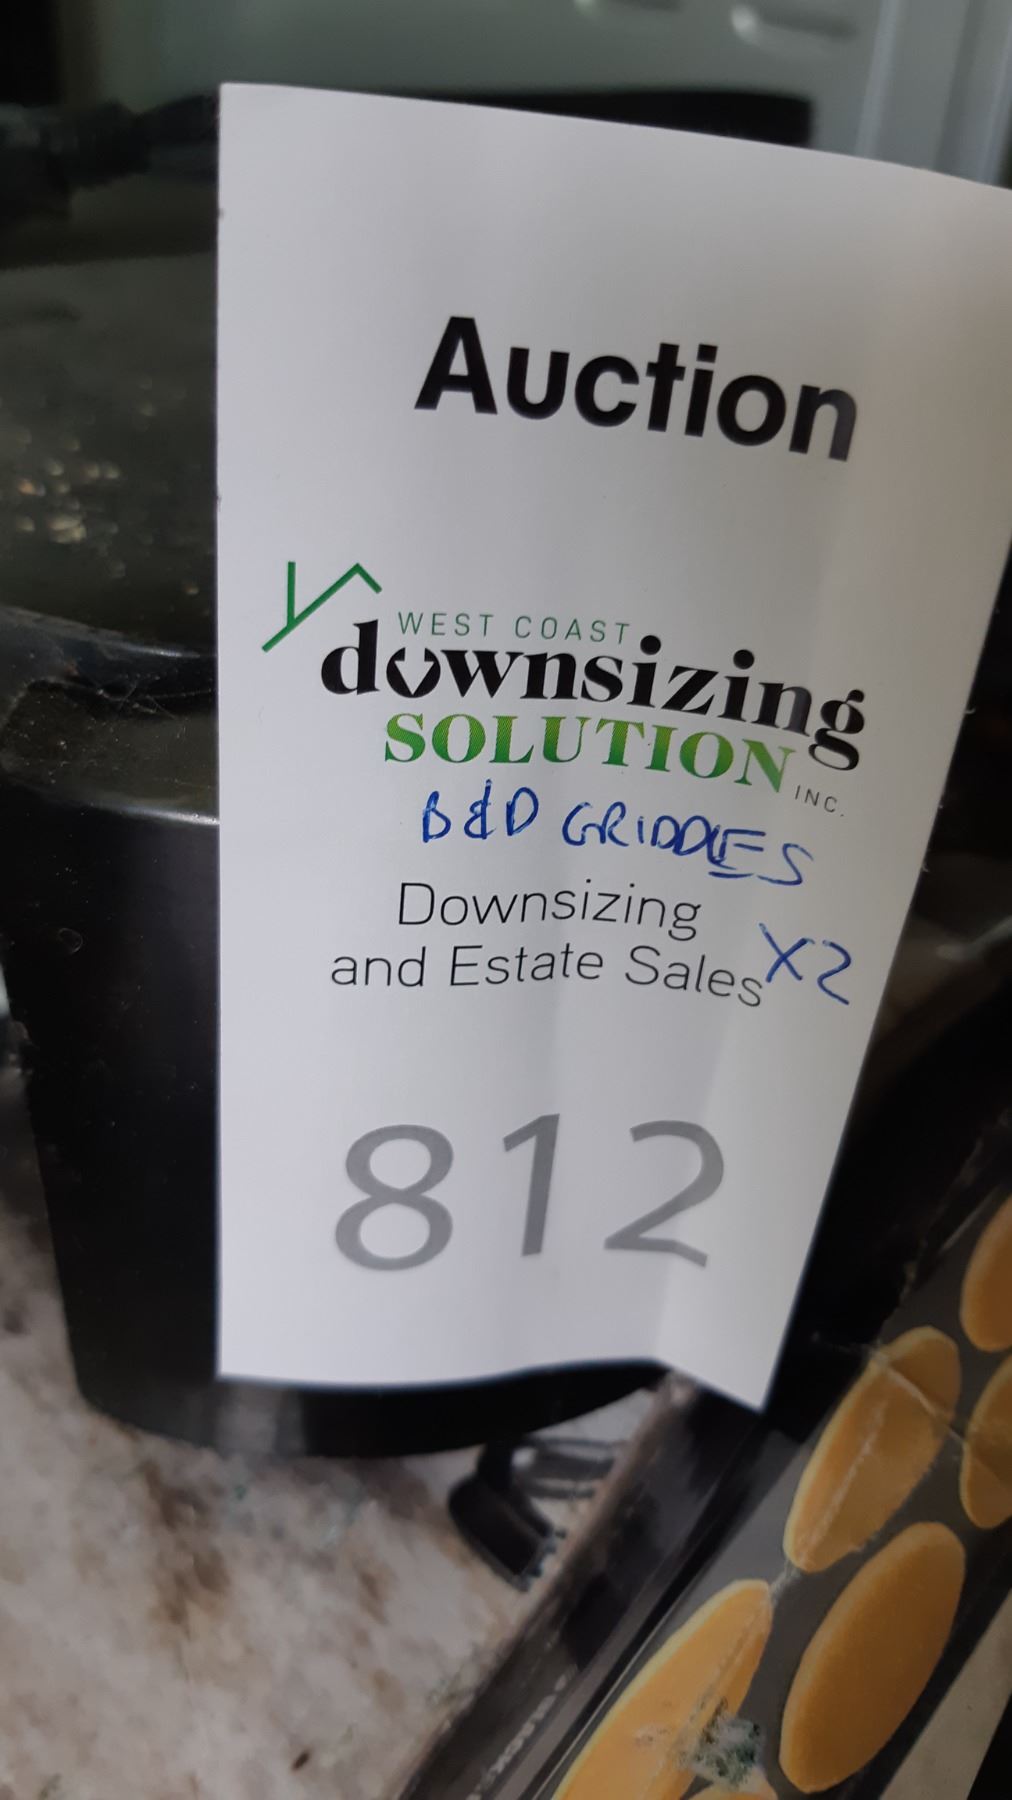 Auction
WEST COAST
downsizing
SOLUTION
INC.
B&D GRIDDLES
Downsizing
and Estate Sales X2
812